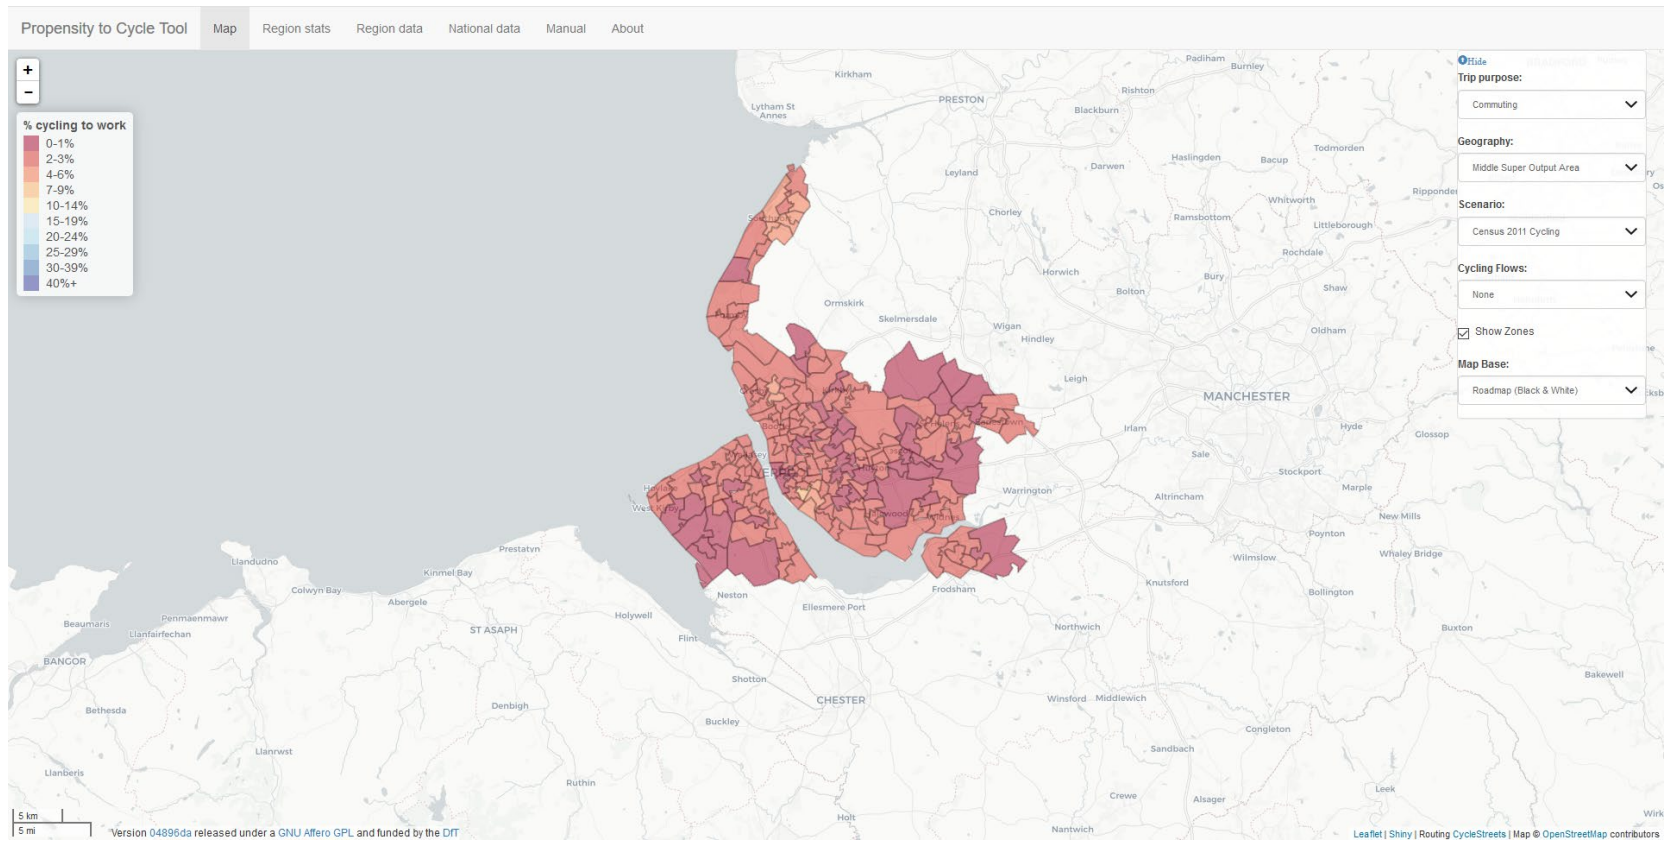 Propensity to Cycle Tool Map Region stats Region data National data Manual About
+
−
% cycling to work
0-1%
2-3%
4-6%
7-9%
10-14%
15-19%
20-24%
25-29%
30-39%
40%+
Hide
Trip purpose:
Commuting
Geography:
Middle Super Output Area
Scenario:
Census 2011 Cycling
Cycling Flows:
None
Show Zones
Map Base:
Roadmap (Black & White)
Padiham
Burnley
Kirkham
Rishton
PRESTON
Lytham St
Annes
Blackburn
Todmorden
Haslingden
Bacup
Darwen
Leyland
Whitworth
Chorley
Ramsbottom
Littleborough
Rochdale
Horwich
Bury
Bolton
Shaw
Ormskirk
Skelmersdale
Wigan
Hindley
Oldham
Leigh
MANCHESTER
Irlam
Hyde
Glossop
Sale
Stockport
Marple
Warrington
Altrincham
New Mills
Hoylake
West Kirby
Poynton
Whaley Bridge
Wilmslow
Prestatyn
Llandudno
Kinmel Bay
Colwyn Bay
Abergele
Neston
Frodsham
Knutsford
Bollington
Ellesmere Port
Holywell
Beaumaris
Penmaenmawr
Llanfairfechan
ST ASAPH
Flint
Northwich
Buxton
BANGOR
Shotton
Bakewell
CHESTER
Winsford
Middlewich
Bethesda
Denbigh
Buckley
Congleton
Llanrwst
Sandbach
Llanberis
Ruthin
Leek
Crewe
Alsager
Holt
Nantwich
5 km
5 mi
Version 04896da released under a GNU Affero GPL and funded by the DfT
Leaflet | Shiny | Routing CycleStreets | Map © OpenStreetMap contributors